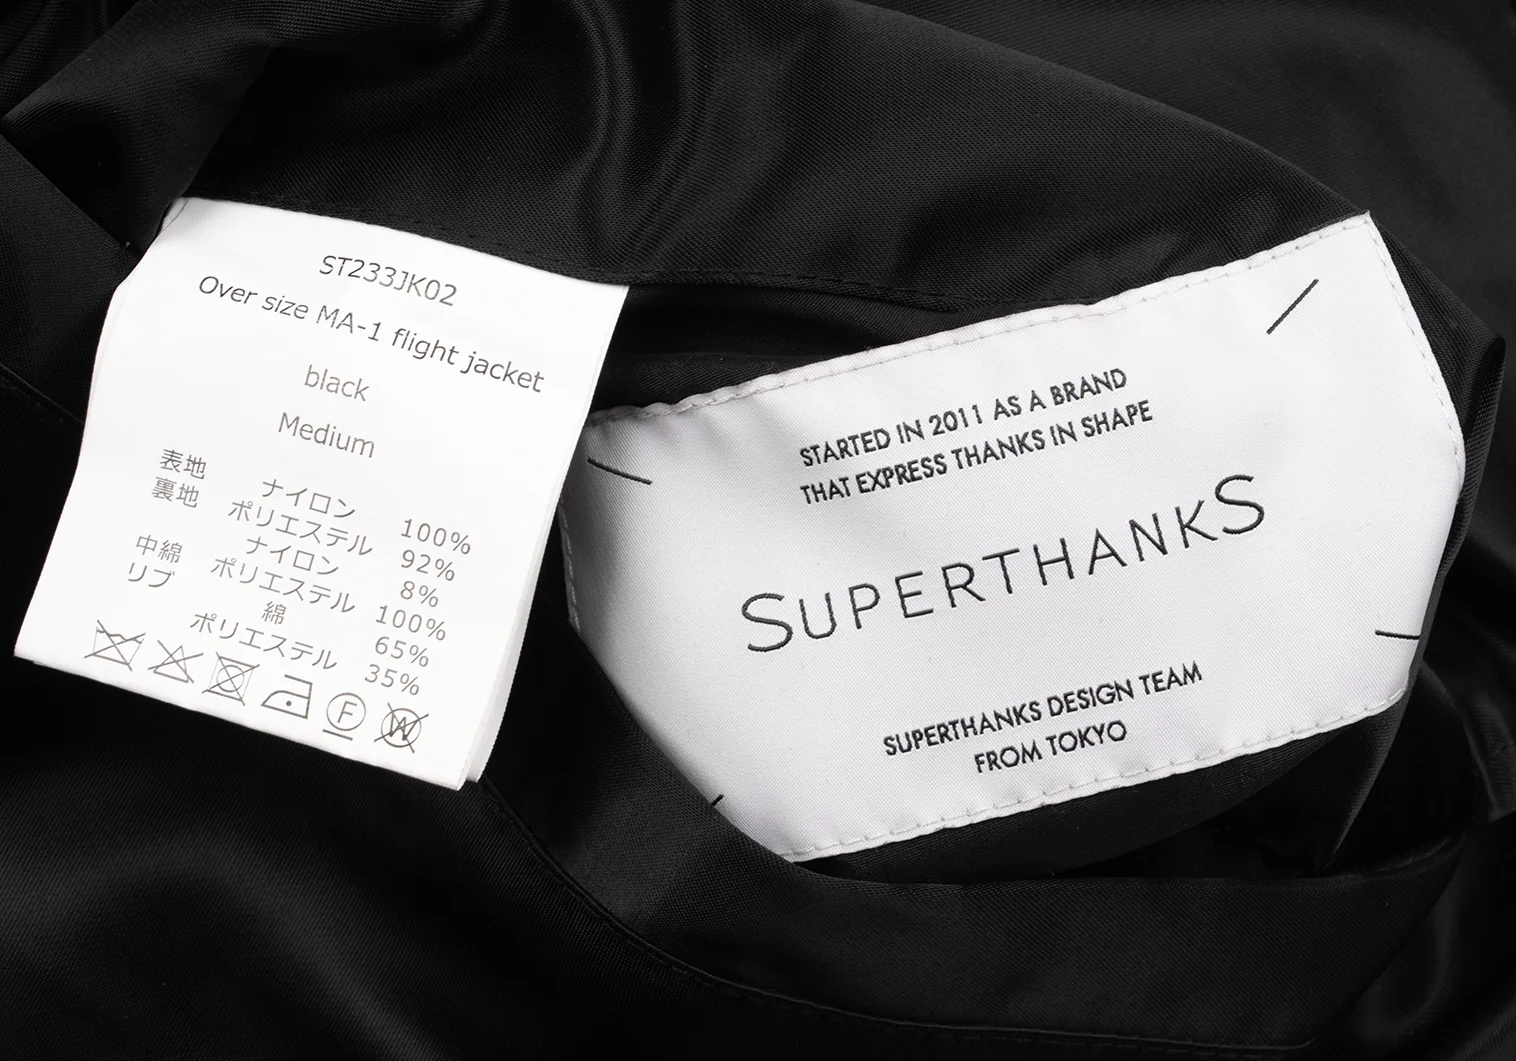 ST233JK02
Over size MA-1 flight jacket
black
Medium
表地 ナイロン 100%
裏地 ポリエステル 92%
ナイロン 8%
中綿 ポリエステル 100%
リブ 綿 65%
ポリエステル 35%
F
W
STARTED IN 2011 AS A BRAND
THAT EXPRESS THANKS IN SHAPE
SUPERTHANKS
SUPERTHANKS DESIGN TEAM
FROM TOKYO